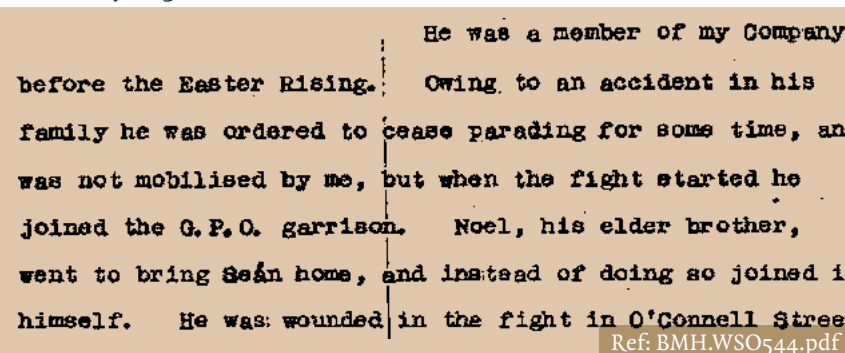 He was a member of my Company
before the Easter Rising. Owing to an accident in his
family he was ordered to cease parading for some time, an
was not mobilised by me, but when the fight started he
joined the G.P.O. garrison. Noel, his elder brother,
went to bring Seán home, and instead of doing so joined i
himself. He was wounded in the fight in O'Connell Stree
Ref: BMH.WS0544.pdf